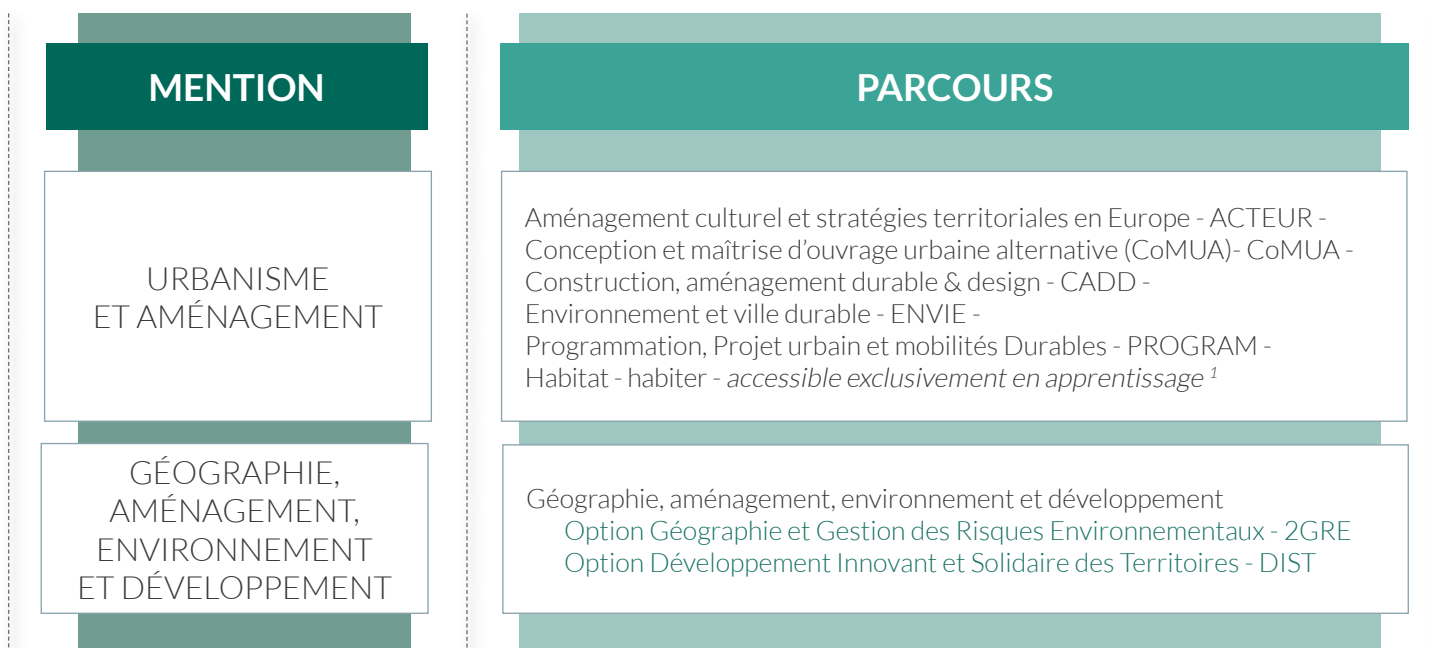 MENTION
PARCOURS
URBANISME
ET AMÉNAGEMENT
Aménagement culturel et stratégies territoriales en Europe - ACTEUR -
Conception et maîtrise d’ouvrage urbaine alternative (CoMUA)- CoMUA -
Construction, aménagement durable & design - CADD -
Environnement et ville durable - ENVIE -
Programmation, Projet urbain et mobilités Durables - PROGRAM -
Habitat - habiter - accessible exclusivement en apprentissage ¹
GÉOGRAPHIE,
AMÉNAGEMENT,
ENVIRONNEMENT
ET DÉVELOPPEMENT
Géographie, aménagement, environnement et développement
Option Géographie et Gestion des Risques Environnementaux - 2GRE
Option Développement Innovant et Solidaire des Territoires - DIST